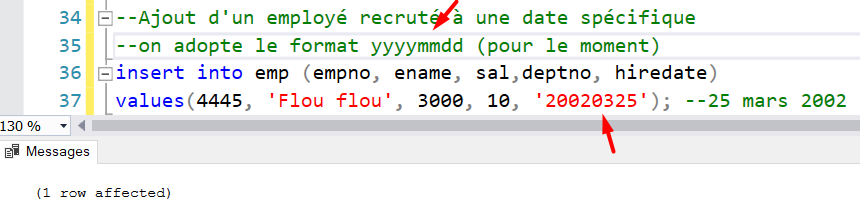 34 --Ajout d'un employé recruté à une date spécifique
35 --on adopte le format yyyymmdd (pour le moment)
36 insert into emp (empno, ename, sal,deptno, hiredate)
37 values(4445, 'Flou flou', 3000, 10, '20020325'); --25 mars 2002
130 %
Messages
(1 row affected)